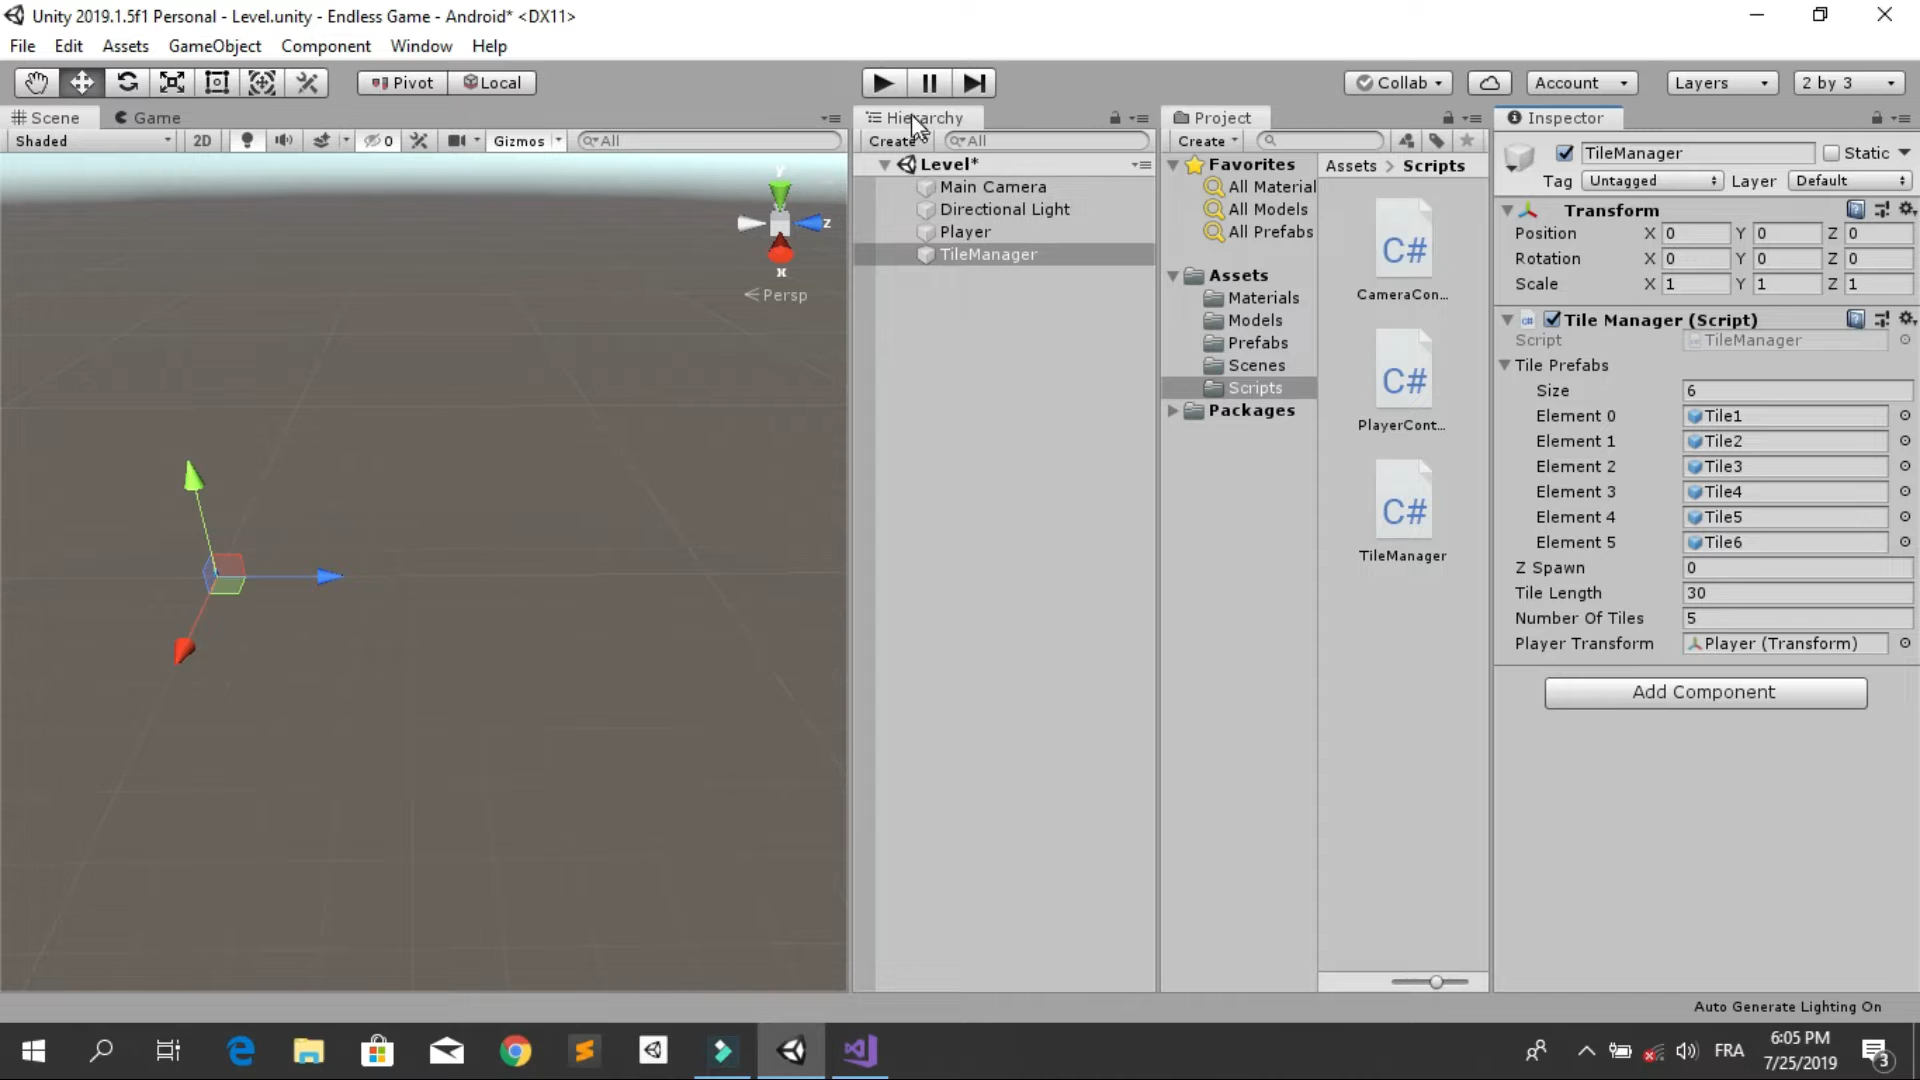 Unity 2019.1.5f1 Personal - Level.unity - Endless Game - Android* <DX11>
File Edit Assets GameObject Component Window Help
Pivot Local Collab Account Layers 2 by 3
Scene Game Hierarchy Project Inspector
Shaded 2D 0 Gizmos All Create All Create
Level*
Main Camera
Directional Light
Player
TileManager
y
z
x
Persp
Favorites
All Material
All Models
All Prefabs
Assets
Materials
Models
Prefabs
Scenes
Scripts
Packages
Assets > Scripts
C#
CameraCon...
C#
PlayerCont...
C#
TileManager
TileManager Static
Tag Untagged Layer Default
Transform
Position X 0 Y 0 Z 0
Rotation X 0 Y 0 Z 0
Scale X 1 Y 1 Z 1
Tile Manager (Script)
Script TileManager
Tile Prefabs
Size 6
Element 0 Tile1
Element 1 Tile2
Element 2 Tile3
Element 3 Tile4
Element 4 Tile5
Element 5 Tile6
Z Spawn 0
Tile Length 30
Number Of Tiles 5
Player Transform Player (Transform)
Add Component
Auto Generate Lighting On
FRA
6:05 PM
7/25/2019
3